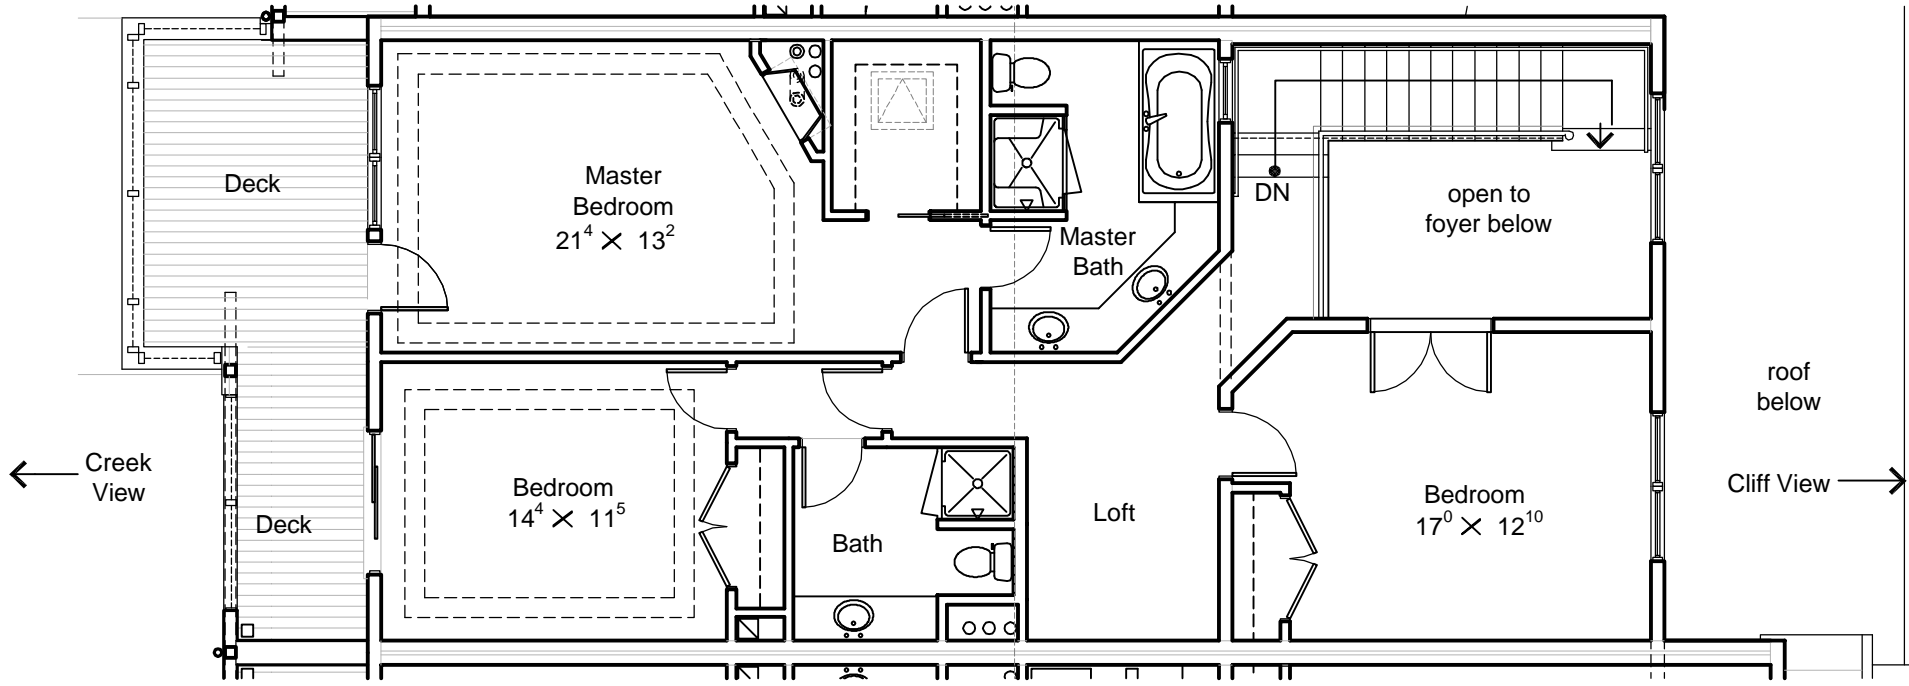 Deck
Master
Bedroom
21⁴ X 13²
Master
Bath
DN
open to
foyer below
roof
below
Creek
View
Deck
Bedroom
14⁴ X 11⁵
Bath
Loft
Bedroom
17⁰ X 12¹⁰
Cliff View